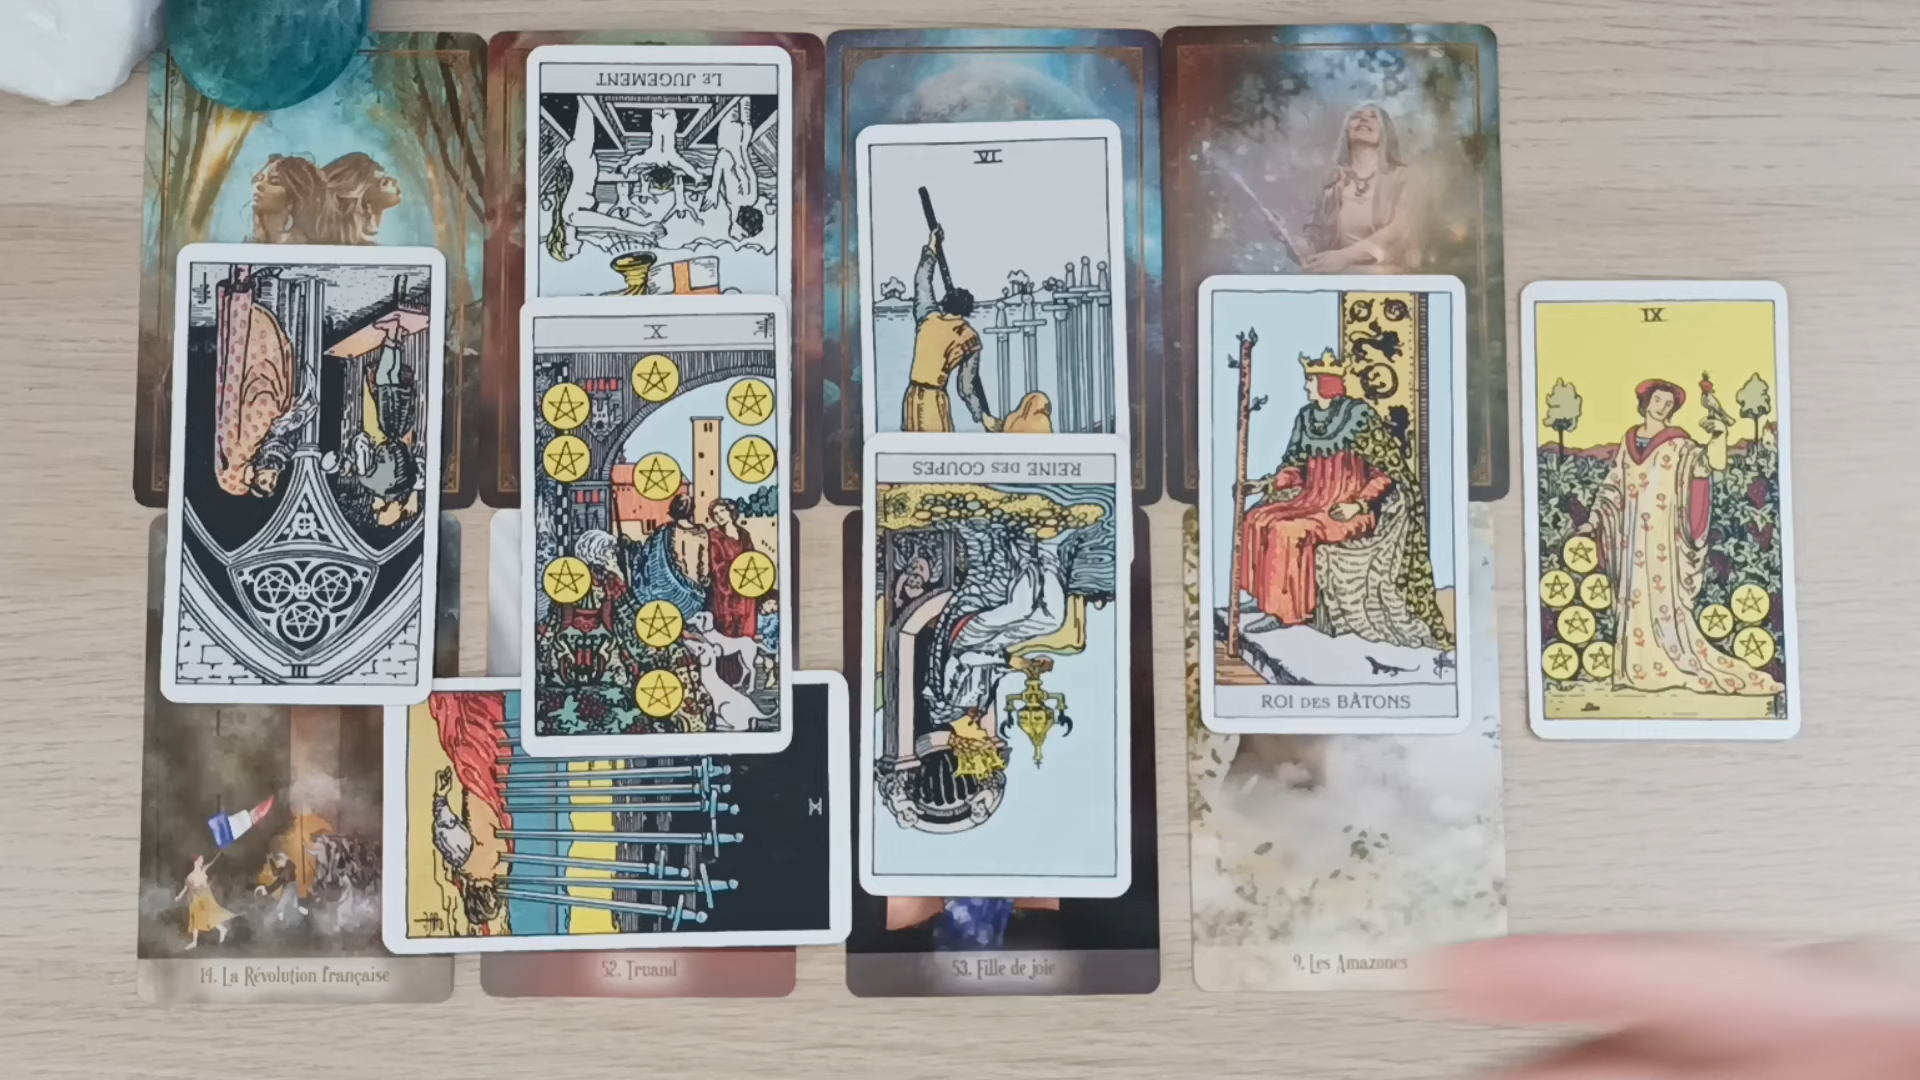 LE JUGEMENT
VI
X
IX
REINE DES COUPES
ROI DES BÂTONS
X
14. La Révolution française
52. Truand
53. Fille de joie
9. Les Amazones